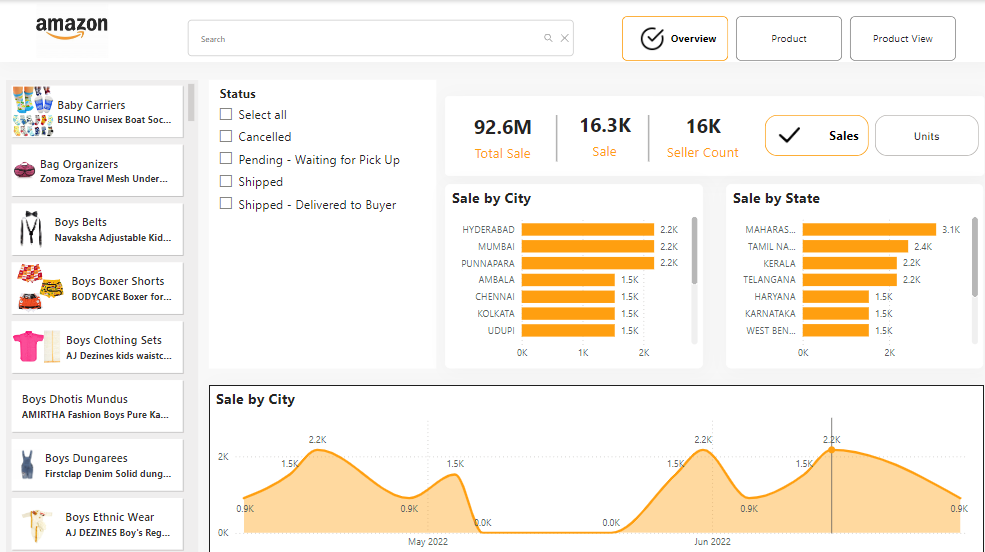 amazon
Search
Overview
Product
Product View
Baby Carriers
BSLINO Unisex Boat Soc...
Bag Organizers
Zomoza Travel Mesh Under...
Boys Belts
Navaksha Adjustable Kid...
Boys Boxer Shorts
BODYCARE Boxer for...
Boys Clothing Sets
AJ Dezines kids waistc...
Boys Dhotis Mundus
AMIRTHA Fashion Boys Pure Ka...
Boys Dungarees
Firstclap Denim Solid dung...
Boys Ethnic Wear
AJ DEZINES Boy's Reg...
Status
Select all
Cancelled
Pending - Waiting for Pick Up
Shipped
Shipped - Delivered to Buyer
92.6M
Total Sale
16.3K
Sale
16K
Seller Count
Sales
Units
Sale by City
HYDERABAD 2.2K
MUMBAI 2.2K
PUNNAPARA 2.2K
AMBALA 1.5K
CHENNAI 1.5K
KOLKATA 1.5K
UDUPI 1.5K
0K 1K 2K
Sale by State
MAHARAS... 3.1K
TAMIL NA... 2.4K
KERALA 2.2K
TELANGANA 2.2K
HARYANA 1.5K
KARNATAKA 1.5K
WEST BEN... 1.5K
0K 2K
Sale by City
2.2K 2.2K 2.2K
2K 1.5K 1.5K 1.5K 1.5K
0.9K 0.9K 0.9K 0.9K
0.0K 0.0K
0K
May 2022 Jun 2022